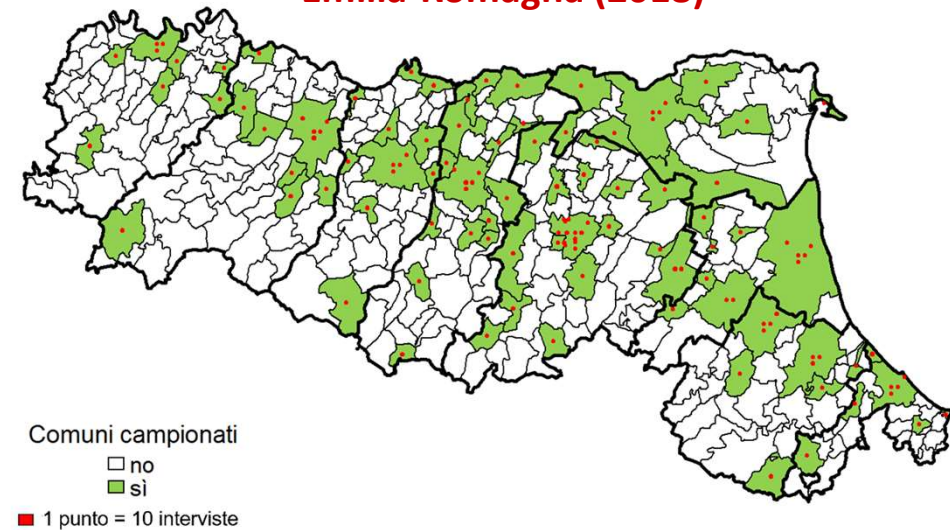 Emilia-Romagna (2018)
Comuni campionati
no
sì
1 punto = 10 interviste